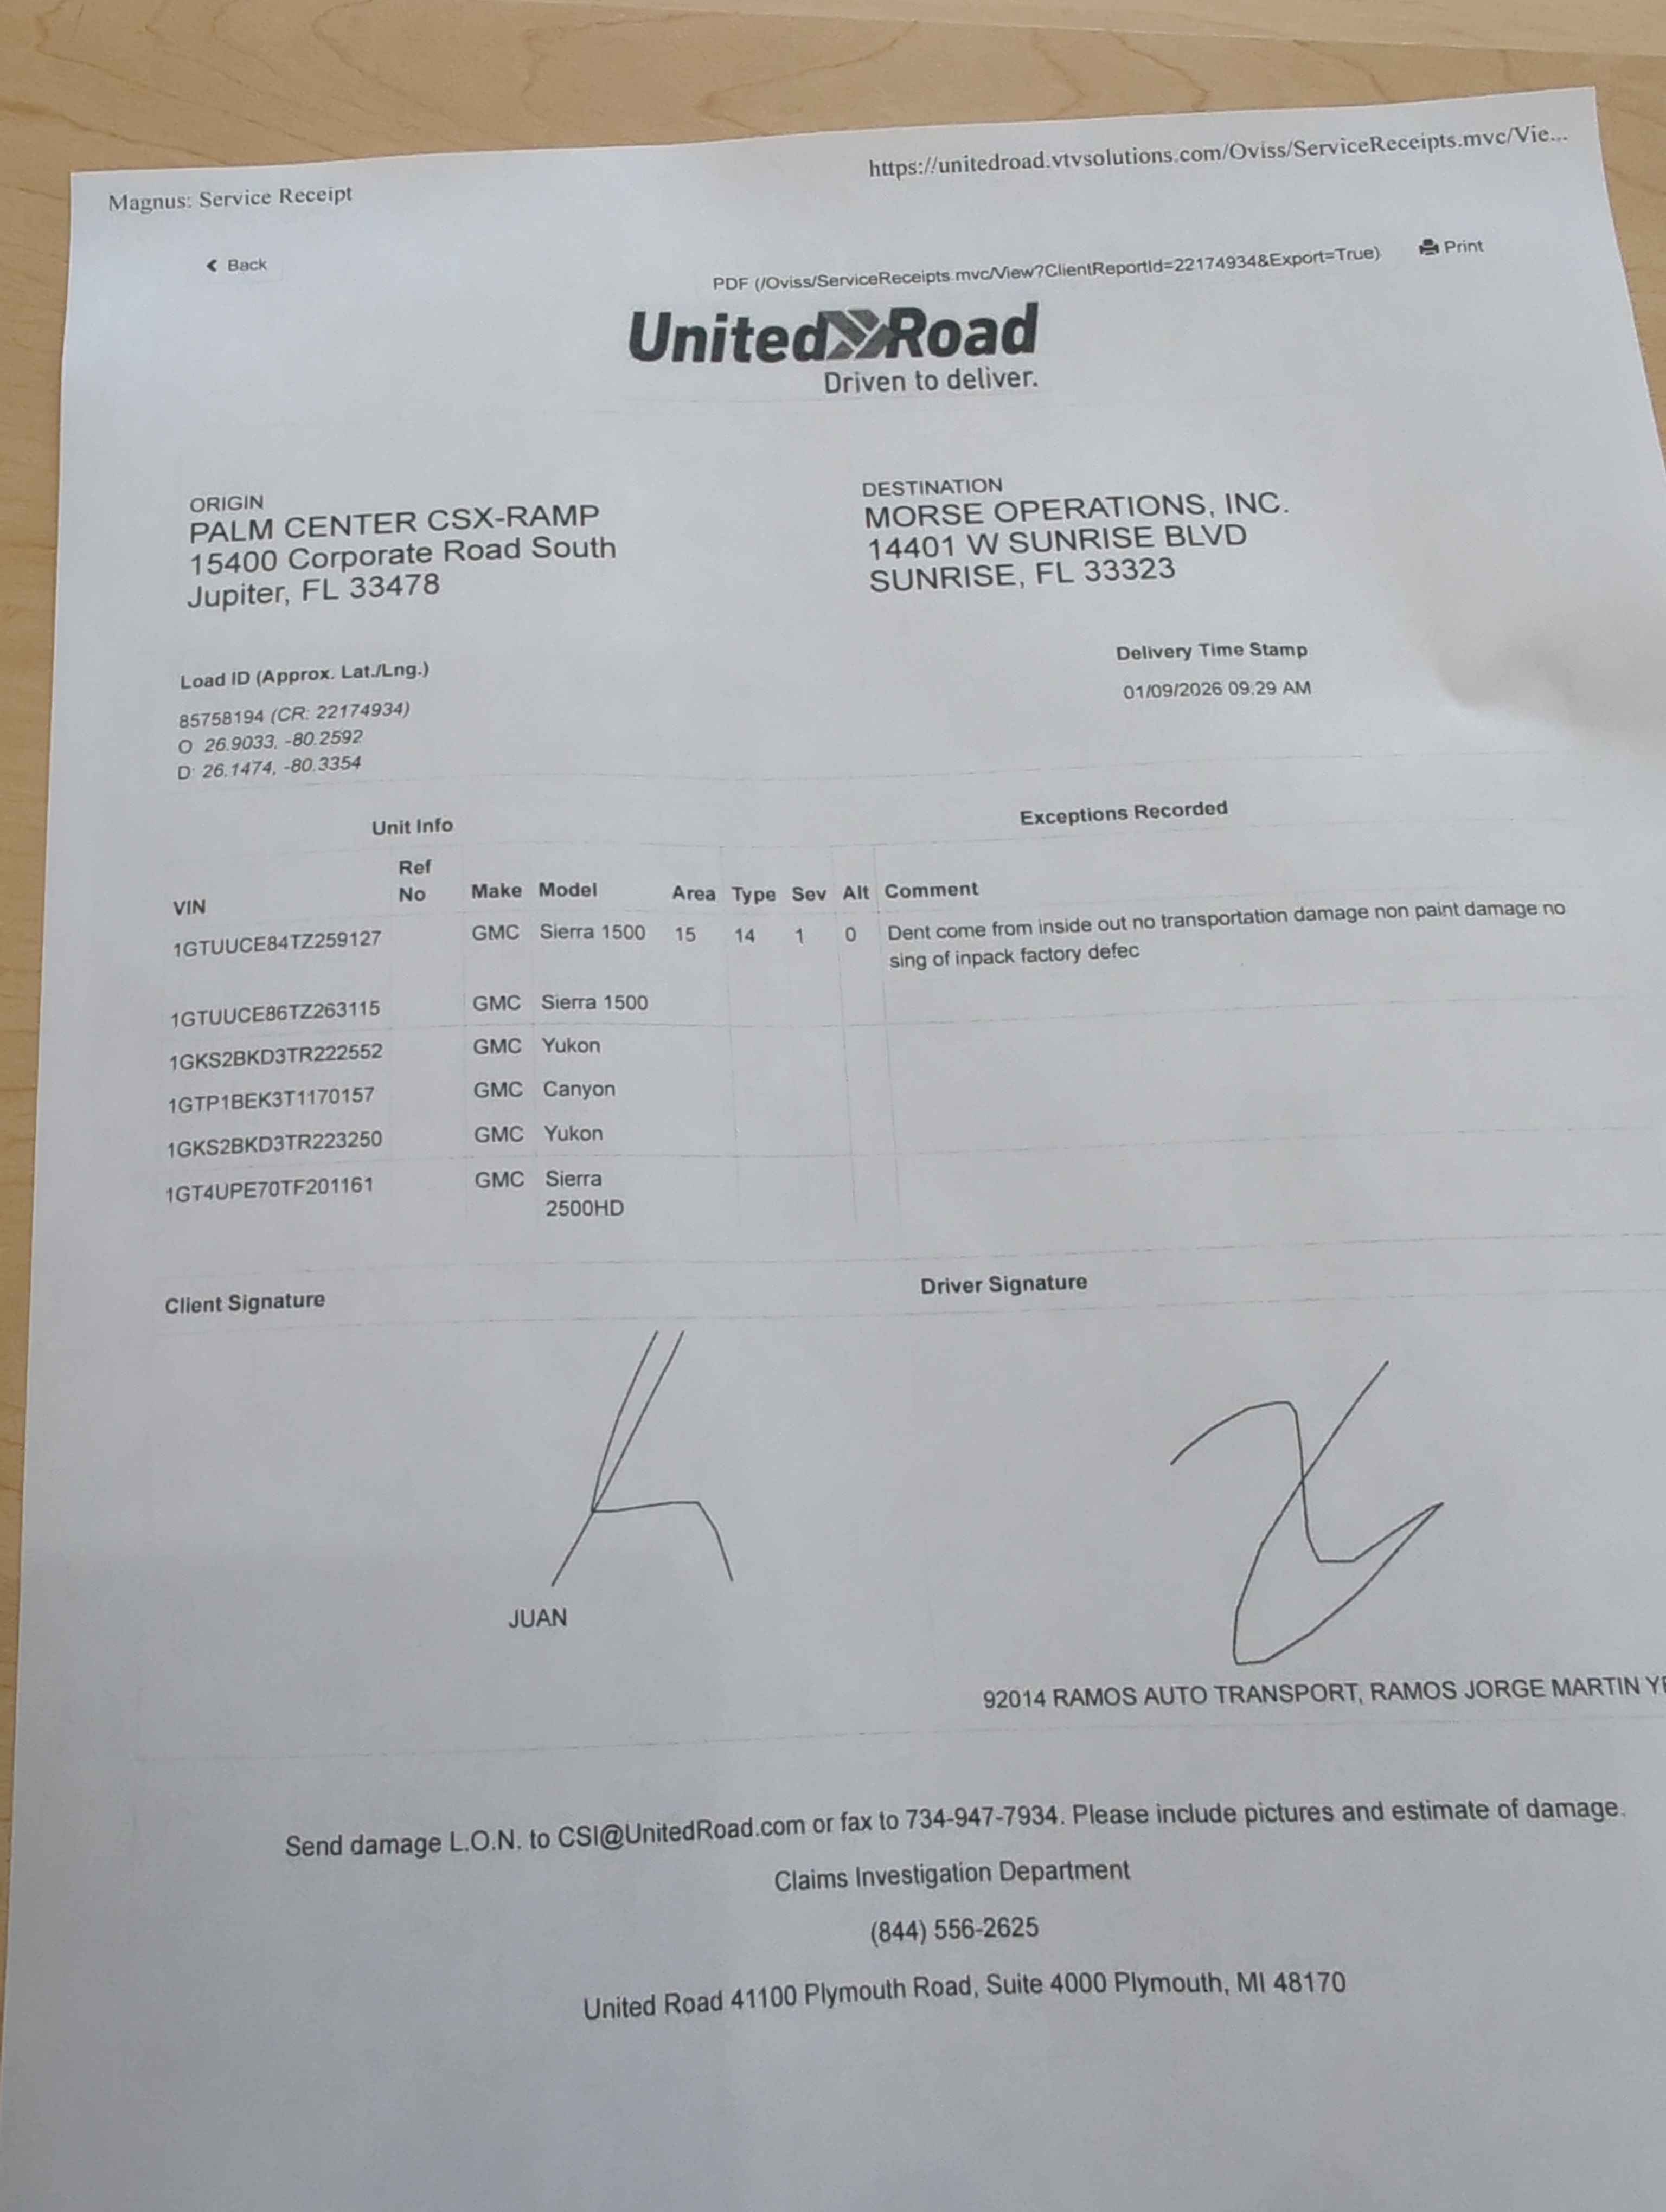 Magnus: Service Receipt
https://unitedroad.vtvsolutions.com/Oviss/ServiceReceipts.mvc/Vie...
Back
PDF (/Oviss/ServiceReceipts.mvc/View?ClientReportId=22174934&Export=True)
Print
United Road
Driven to deliver.
ORIGIN
PALM CENTER CSX-RAMP
15400 Corporate Road South
Jupiter, FL 33478
DESTINATION
MORSE OPERATIONS, INC.
14401 W SUNRISE BLVD
SUNRISE, FL 33323
Load ID (Approx. Lat./Lng.)
85758194 (CR: 22174934)
O: 26.9033, -80.2592
D: 26.1474, -80.3354
Delivery Time Stamp
01/09/2026 09:29 AM
Unit Info
Exceptions Recorded
VIN Ref No Make Model Area Type Sev Alt Comment
1GTUUCE84TZ259127 GMC Sierra 1500 15 14 1 0 Dent come from inside out no transportation damage non paint damage no
sing of inpack factory defec
1GTUUCE86TZ263115 GMC Sierra 1500
1GKS2BKD3TR222552 GMC Yukon
1GTP1BEK3T1170157 GMC Canyon
1GKS2BKD3TR223250 GMC Yukon
1GT4UPE70TF201161 GMC Sierra
2500HD
Client Signature
Driver Signature
JUAN
92014 RAMOS AUTO TRANSPORT, RAMOS JORGE MARTIN
Send damage L.O.N. to CSI@UnitedRoad.com or fax to 734-947-7934. Please include pictures and estimate of damage.
Claims Investigation Department
(844) 556-2625
United Road 41100 Plymouth Road, Suite 4000 Plymouth, MI 48170